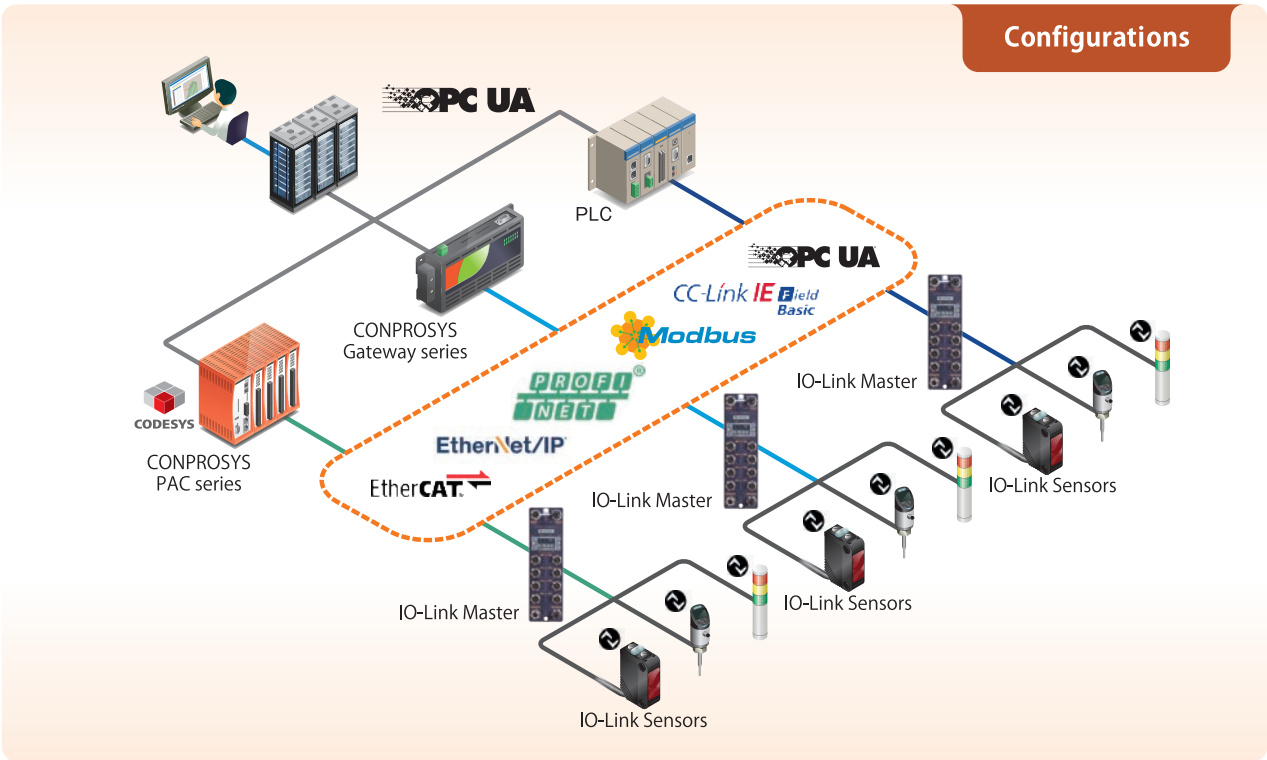 Configurations
OPC UA
PLC
OPC UA
CC-Link IE Field
Basic
CONPROSYS
Gateway series
Modbus
IO-Link Master
PROFI®
NET
CODESYS
EtherNet/IP
CONPROSYS
PAC series
EtherCAT
IO-Link Master
IO-Link Sensors
IO-Link Master
IO-Link Sensors
IO-Link Sensors